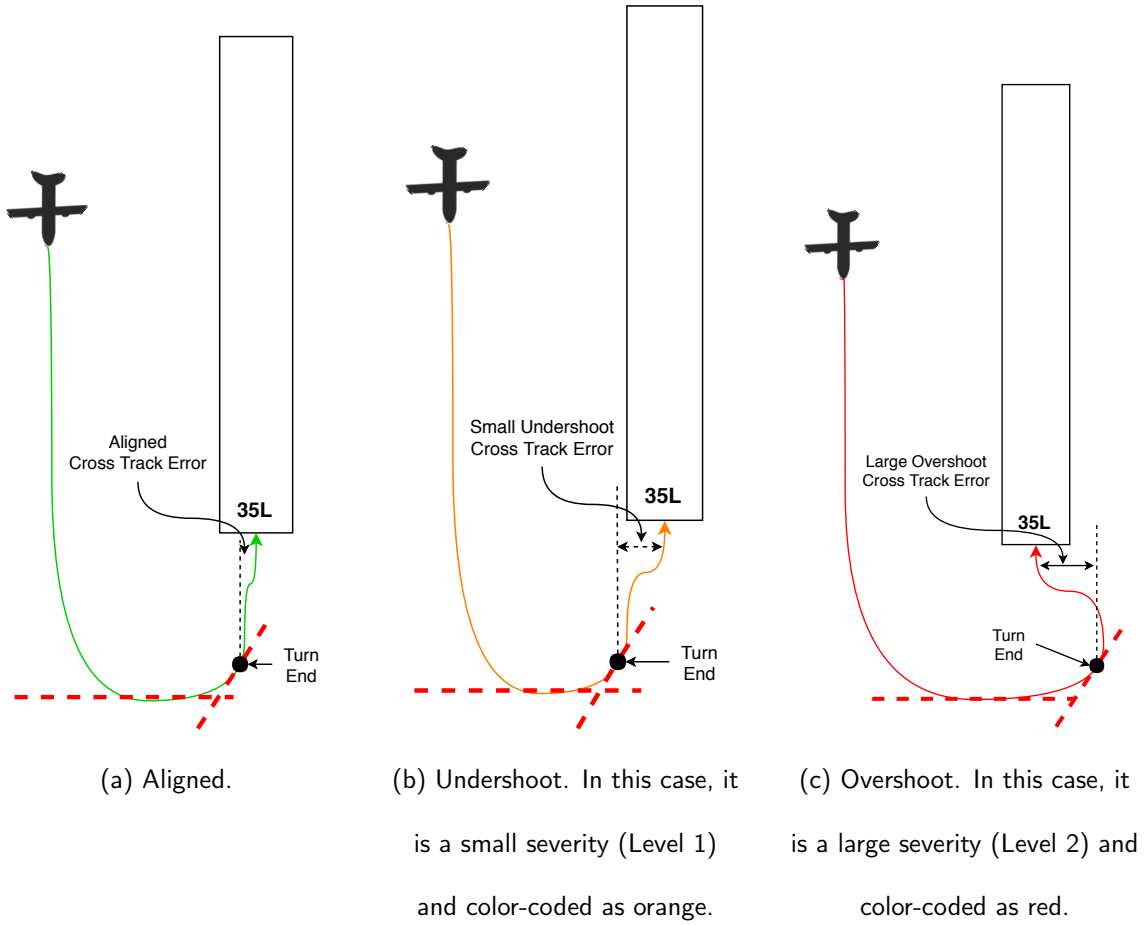 Aligned
Cross Track Error
35L
Turn
End
(a) Aligned.
Small Undershoot
Cross Track Error
35L
Turn
End
(b) Undershoot. In this case, it
is a small severity (Level 1)
and color-coded as orange.
Large Overshoot
Cross Track Error
35L
Turn
End
(c) Overshoot. In this case, it
is a large severity (Level 2) and
color-coded as red.